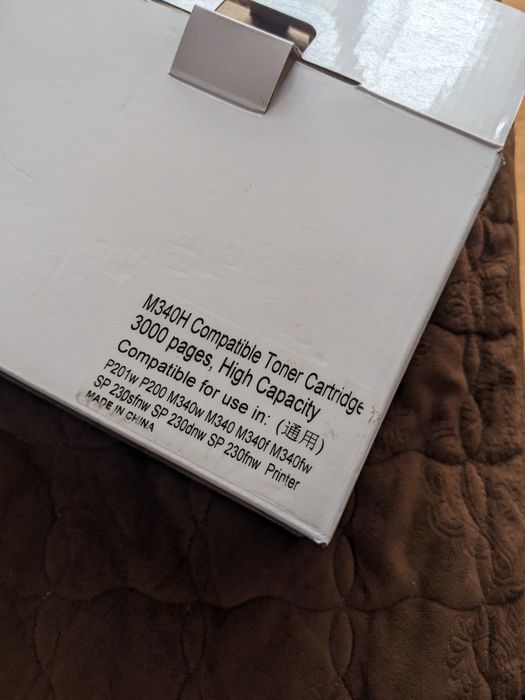 M340H Compatible Toner Cartridge
3000 pages, High Capacity
Compatible for use in: (通用)
P201w P200 M340w M340 M340f M340fw
SP 230sfnw SP 230dnw SP 230fnw Printer
MADE IN CHINA